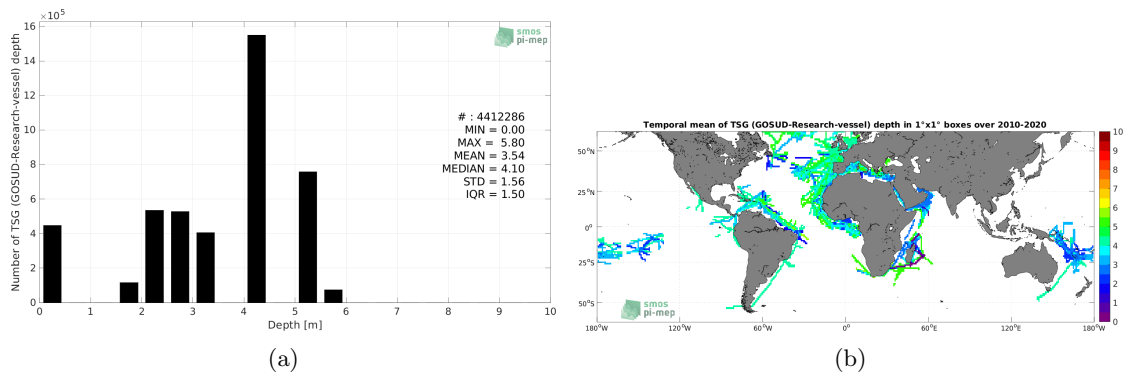 ×10⁵
16
14
12
10
8
6
4
2
0
Number of TSG (GOSUD-Research-vessel) depth
0 1 2 3 4 5 6 7 8 9 10
Depth [m]
smos
pi-mep
# : 4412286
MIN = 0.00
MAX = 5.80
MEAN = 3.54
MEDIAN = 4.10
STD = 1.56
IQR = 1.50
(a)
Temporal mean of TSG (GOSUD-Research-vessel) depth in 1°x1° boxes over 2010-2020
50°N
25°N
0°
25°S
50°S
180°W 120°W 60°W 0° 60°E 120°E 180°W
smos
pi-mep
10
9
8
7
6
5
4
3
2
1
0
(b)